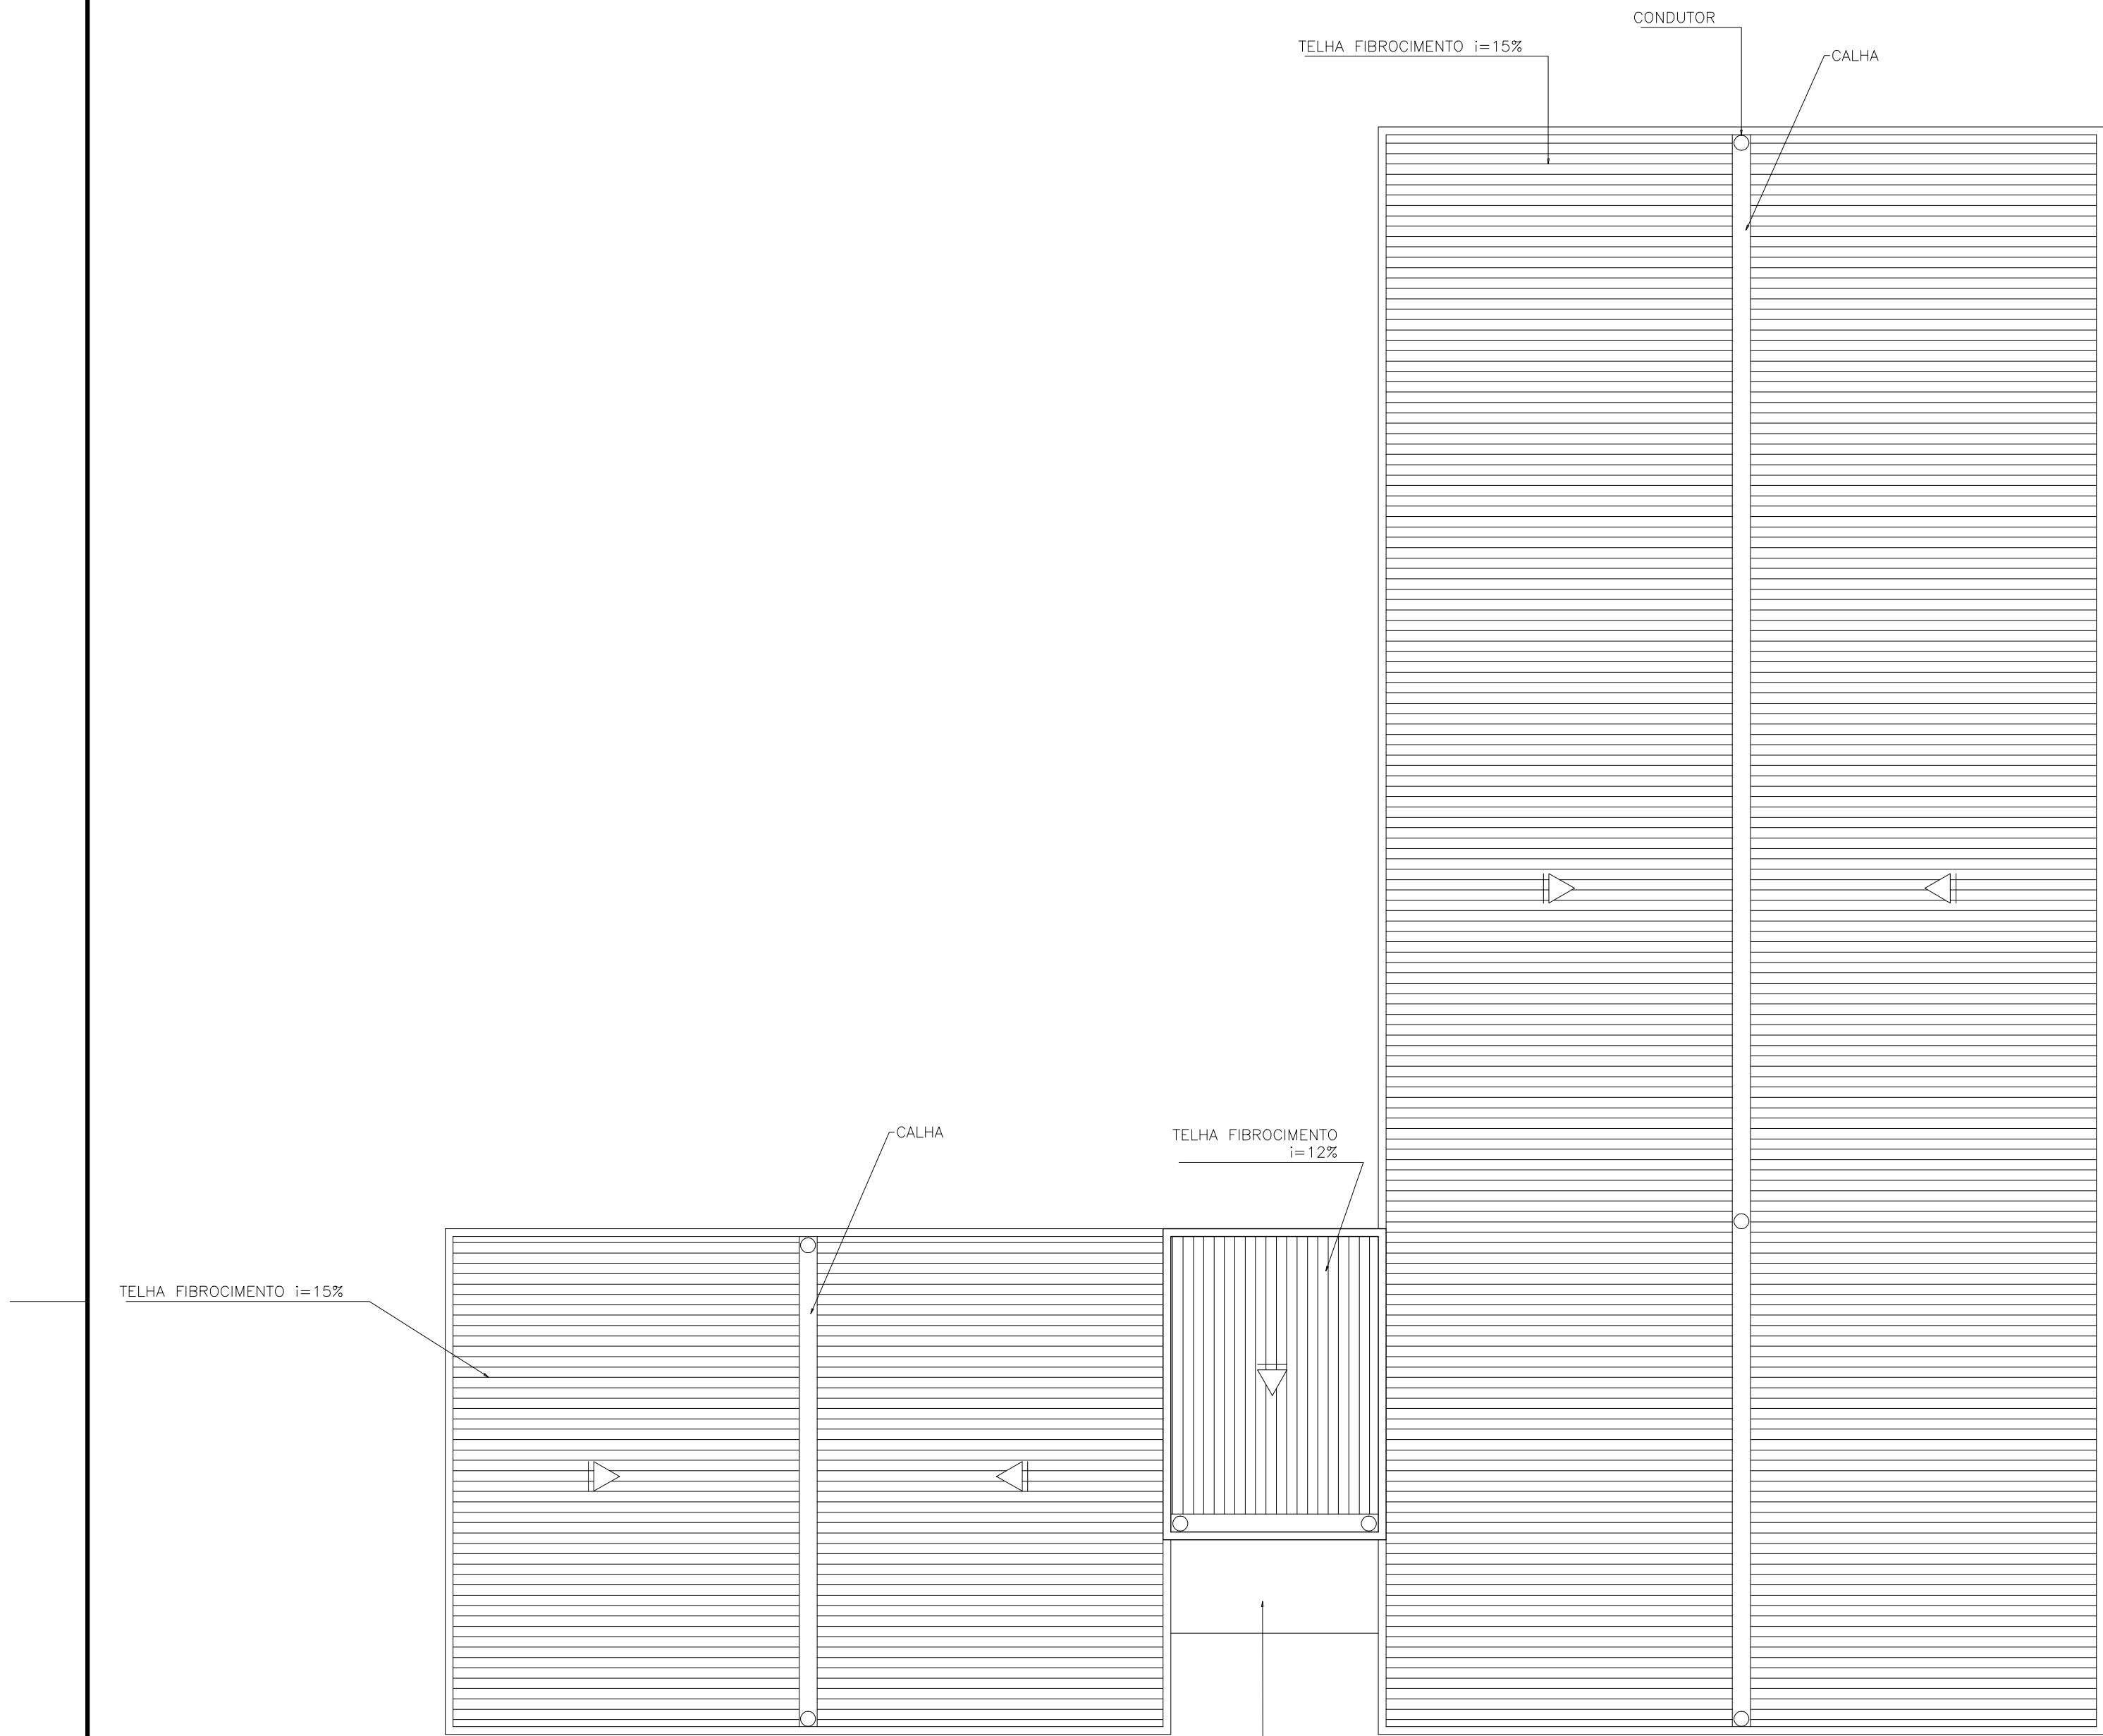 CONDUTOR
TELHA FIBROCIMENTO i=15%
CALHA
CALHA
TELHA FIBROCIMENTO
i=12%
TELHA FIBROCIMENTO i=15%